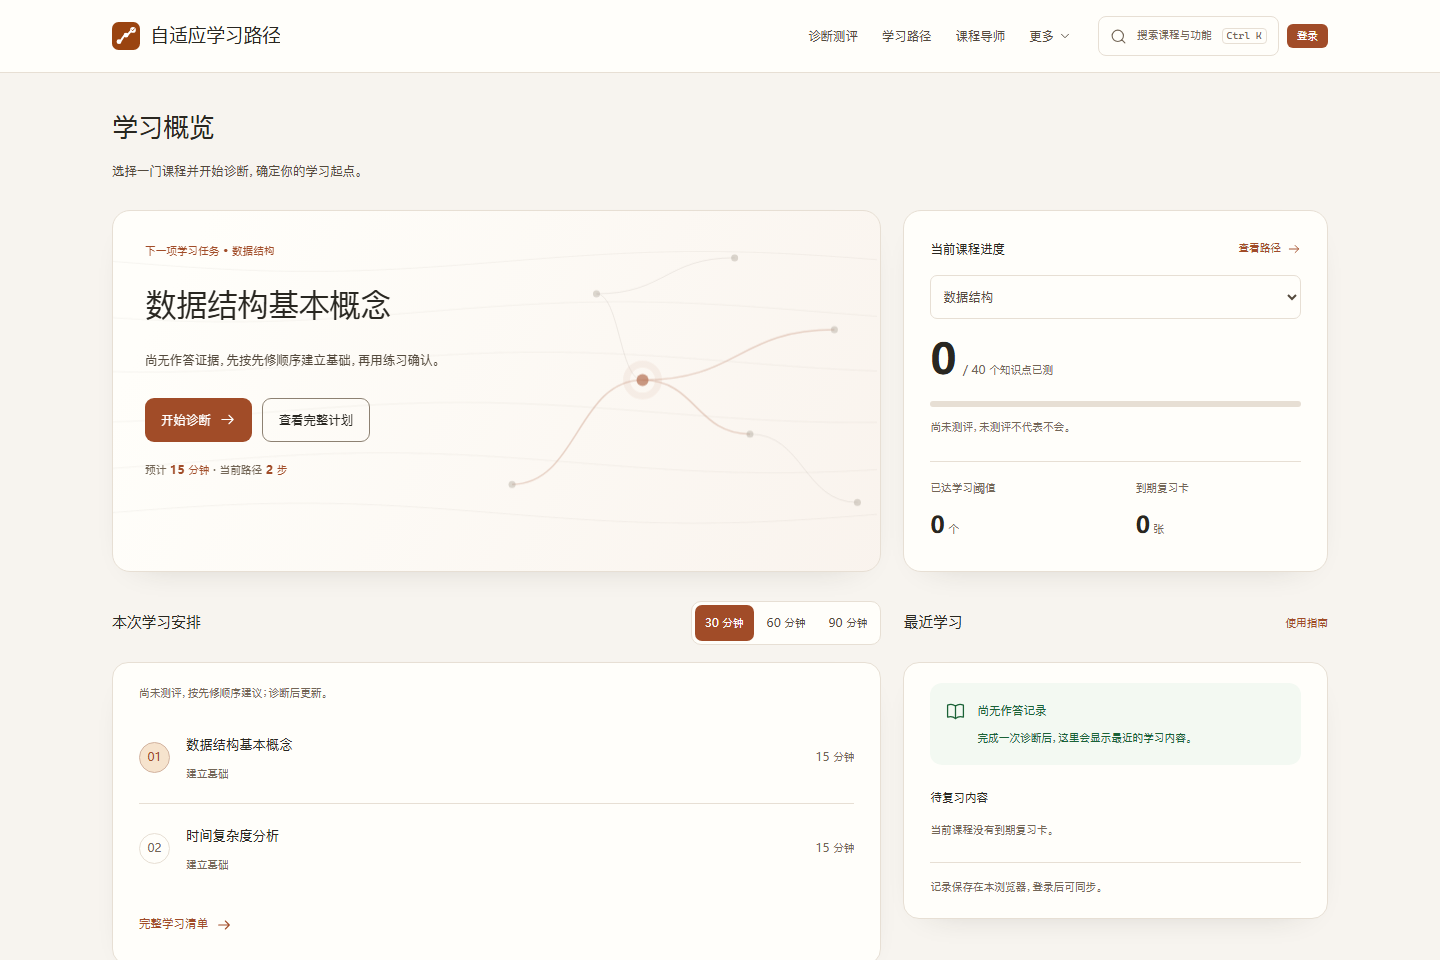 自适应学习路径
诊断测评
学习路径
课程导师
更多
搜索课程与功能
Ctrl K
登录
学习概览
选择一门课程并开始诊断，确定你的学习起点。
下一项学习任务 • 数据结构
数据结构基本概念
尚无作答证据，先按先修顺序建立基础，再用练习确认。
开始诊断
查看完整计划
预计 15 分钟 · 当前路径 2 步
当前课程进度
查看路径
数据结构
0 / 40 个知识点已测
尚未测评，未测评不代表不会。
已达学习阈值
到期复习卡
0 个
0 张
本次学习安排
30 分钟
60 分钟
90 分钟
最近学习
使用指南
尚未测评，按先修顺序建议；诊断后更新。
01
数据结构基本概念
建立基础
15 分钟
02
时间复杂度分析
建立基础
15 分钟
完整学习清单
尚无作答记录
完成一次诊断后，这里会显示最近的学习内容。
待复习内容
当前课程没有到期复习卡。
记录保存在本浏览器，登录后可同步。